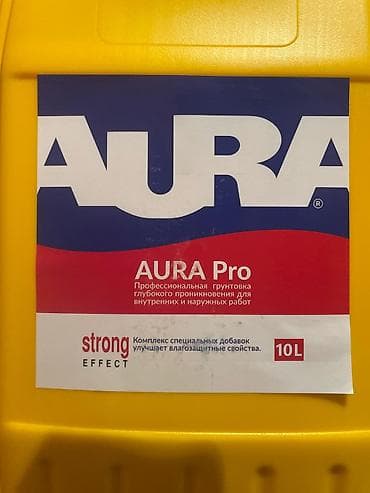 AURA
®
AURA Pro
Профессиональная грунтовка
глубокого проникновения для
внутренних и наружных работ
strong
EFFECT
Комплекс специальных добавок
улучшает влагозащитные свойства.
10L